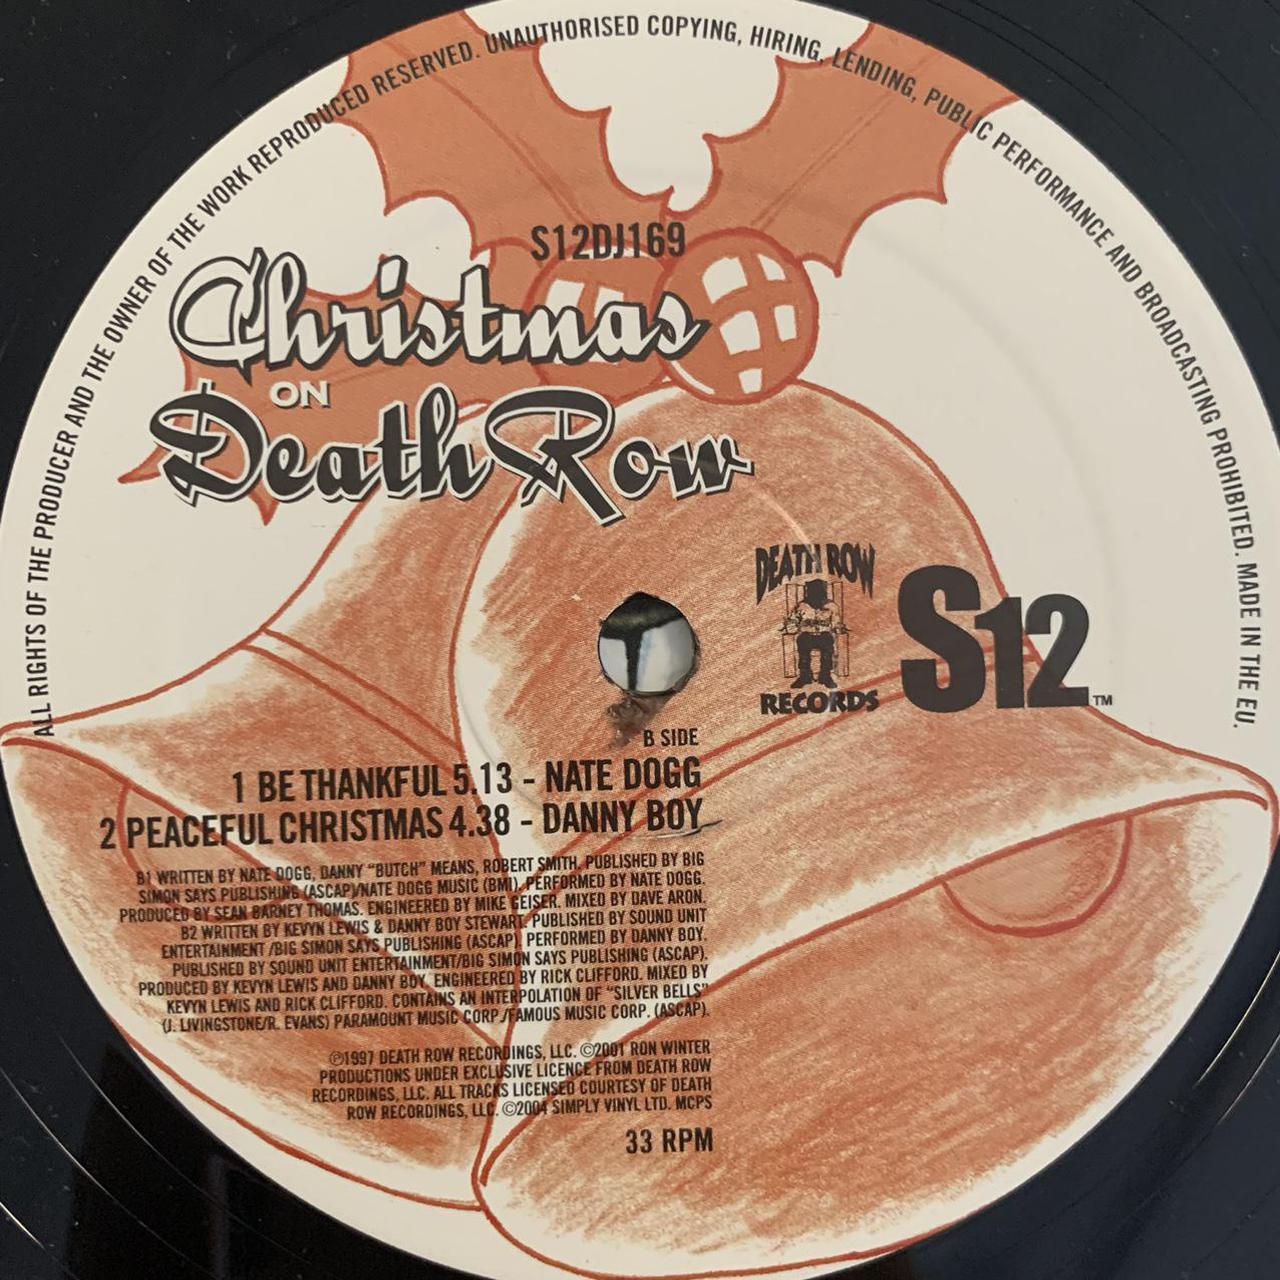 ALL RIGHTS OF THE PRODUCER AND THE OWNER OF THE WORK REPRODUCED RESERVED. UNAUTHORISED COPYING, HIRING, LENDING, PUBLIC PERFORMANCE AND BROADCASTING PROHIBITED. MADE IN THE EU.
S12DJ169
Christmas
ON
Death Row
DEATH ROW
RECORDS
S12™
B SIDE
1 BE THANKFUL 5.13 - NATE DOGG
2 PEACEFUL CHRISTMAS 4.38 - DANNY BOY
B1 WRITTEN BY NATE DOGG, DANNY "BUTCH" MEANS, ROBERT SMITH. PUBLISHED BY BIG
SIMON SAYS PUBLISHING (ASCAP)/NATE DOGG MUSIC (BMI). PERFORMED BY NATE DOGG.
PRODUCED BY SEAN BARNEY THOMAS. ENGINEERED BY MIKE GEISER. MIXED BY DAVE ARON.
B2 WRITTEN BY KEVYN LEWIS & DANNY BOY STEWART. PUBLISHED BY SOUND UNIT
ENTERTAINMENT /BIG SIMON SAYS PUBLISHING (ASCAP). PERFORMED BY DANNY BOY.
PUBLISHED BY SOUND UNIT ENTERTAINMENT/BIG SIMON SAYS PUBLISHING (ASCAP).
PRODUCED BY KEVYN LEWIS AND DANNY BOY. ENGINEERED BY RICK CLIFFORD. MIXED BY
KEVYN LEWIS AND RICK CLIFFORD. CONTAINS AN INTERPOLATION OF "SILVER BELLS"
(J. LIVINGSTONE/R. EVANS) PARAMOUNT MUSIC CORP./FAMOUS MUSIC CORP. (ASCAP).
℗1997 DEATH ROW RECORDINGS, LLC. ©2001 RON WINTER
PRODUCTIONS UNDER EXCLUSIVE LICENCE FROM DEATH ROW
RECORDINGS, LLC. ALL TRACKS LICENSED COURTESY OF DEATH
ROW RECORDINGS, LLC. ©2004 SIMPLY VINYL LTD. MCPS
33 RPM